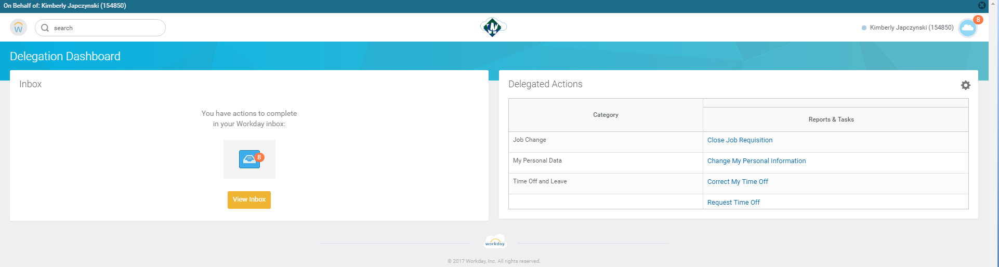 On Behalf of: Kimberly Japczynski (154850)
W
search
Kimberly Japczynski (154850)
8
Delegation Dashboard
Inbox
You have actions to complete
in your Workday inbox:
8
View Inbox
Delegated Actions
Category
Reports & Tasks
Job Change
Close Job Requisition
My Personal Data
Change My Personal Information
Time Off and Leave
Correct My Time Off
Request Time Off
workday.
© 2017 Workday, Inc. All rights reserved.